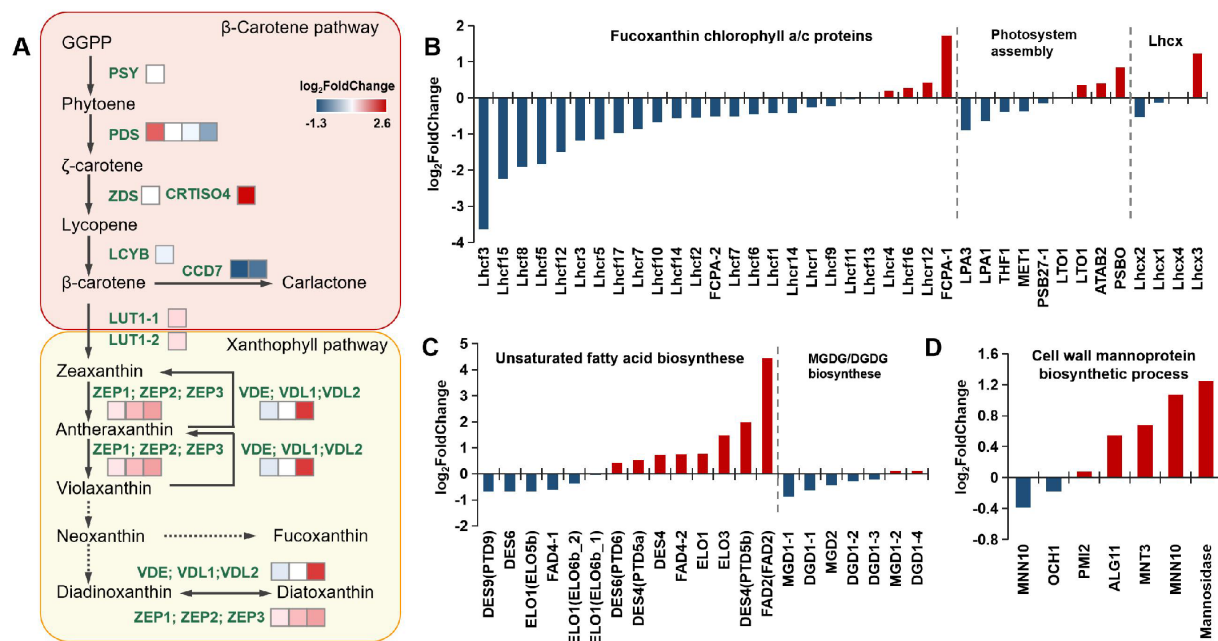 A
β-Carotene pathway
GGPP
PSY
log2FoldChange
-1.3 2.6
Phytoene
PDS
ζ-carotene
ZDS CRTISO4
Lycopene
LCYB
CCD7
β-carotene Carlactone
LUT1-1
LUT1-2
Xanthophyll pathway
Zeaxanthin
ZEP1; ZEP2; ZEP3 VDE; VDL1;VDL2
Antheraxanthin
ZEP1; ZEP2; ZEP3 VDE; VDL1;VDL2
Violaxanthin
Neoxanthin Fucoxanthin
VDE; VDL1;VDL2
Diadinoxanthin Diatoxanthin
ZEP1; ZEP2; ZEP3
B
Fucoxanthin chlorophyll a/c proteins
Photosystem
assembly
Lhcx
log2FoldChange
2
1
0
-1
-2
-3
-4
Lhcf3
Lhcf15
Lhcf8
Lhcf5
Lhcf12
Lhcr3
Lhcr5
Lhcf17
Lhcr7
Lhcf10
Lhcf14
Lhcf2
FCPA-2
Lhcf7
Lhcf6
Lhcf1
Lhcr14
Lhcr1
Lhcf9
Lhcr11
Lhcf13
Lhcr4
Lhcf16
Lhcr12
FCPA-1
LPA3
LPA1
THF1
MET1
PSB27-1
LTO1
LTO1
ATAB2
PSBO
Lhcx2
Lhcx1
Lhcx4
Lhcx3
C
Unsaturated fatty acid biosynthese
MGDG/DGDG
biosynthese
log2FoldChange
5
4
3
2
1
0
-1
-2
DES9(PTD9)
DES6
ELO1(ELO5b)
FAD4-1
ELO1(ELO6b_2)
ELO1(ELO6b_1)
DES6(PTD6)
DES4(PTD5a)
DES4
FAD4-2
ELO1
ELO3
DES4(PTD5b)
FAD2(FAD2)
MGD1-1
DGD1-1
MGD2
DGD1-2
DGD1-3
MGD1-2
DGD1-4
D
Cell wall mannoprotein
biosynthetic process
log2FoldChange
1.6
1.2
0.8
0.4
0.0
-0.4
-0.8
MNN10
OCH1
PMI2
ALG11
MNT3
MNN10
Mannosidase